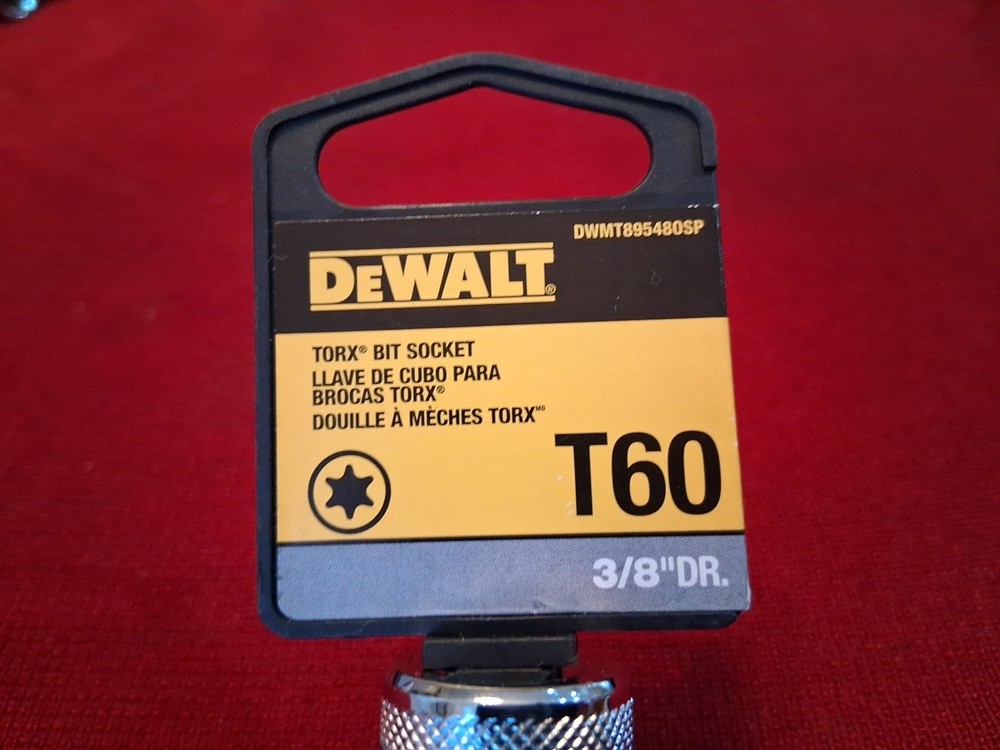 DWMT89548OSP
DEWALT®
TORX® BIT SOCKET
LLAVE DE CUBO PARA
BROCAS TORX®
DOUILLE À MÈCHES TORXMD
T60
3/8"DR.